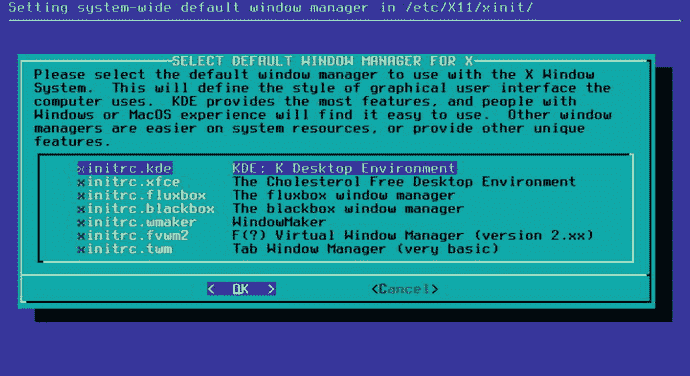 Setting system-wide default window manager in /etc/X11/xinit/
SELECT DEFAULT WINDOW MANAGER FOR X
Please select the default window manager to use with the X Window
System.  This will define the style of graphical user interface the
computer uses.  KDE provides the most features, and people with
Windows or MacOS experience will find it easy to use.  Other window
managers are easier on system resources, or provide other unique
features.
xinitrc.kde KDE: K Desktop Environment
xinitrc.xfce The Cholesterol Free Desktop Environment
xinitrc.fluxbox The fluxbox window manager
xinitrc.blackbox The blackbox window manager
xinitrc.wmaker WindowMaker
xinitrc.fvwm2 F(?) Virtual Window Manager (version 2.xx)
xinitrc.twm Tab Window Manager (very basic)
< OK > <Cancel>